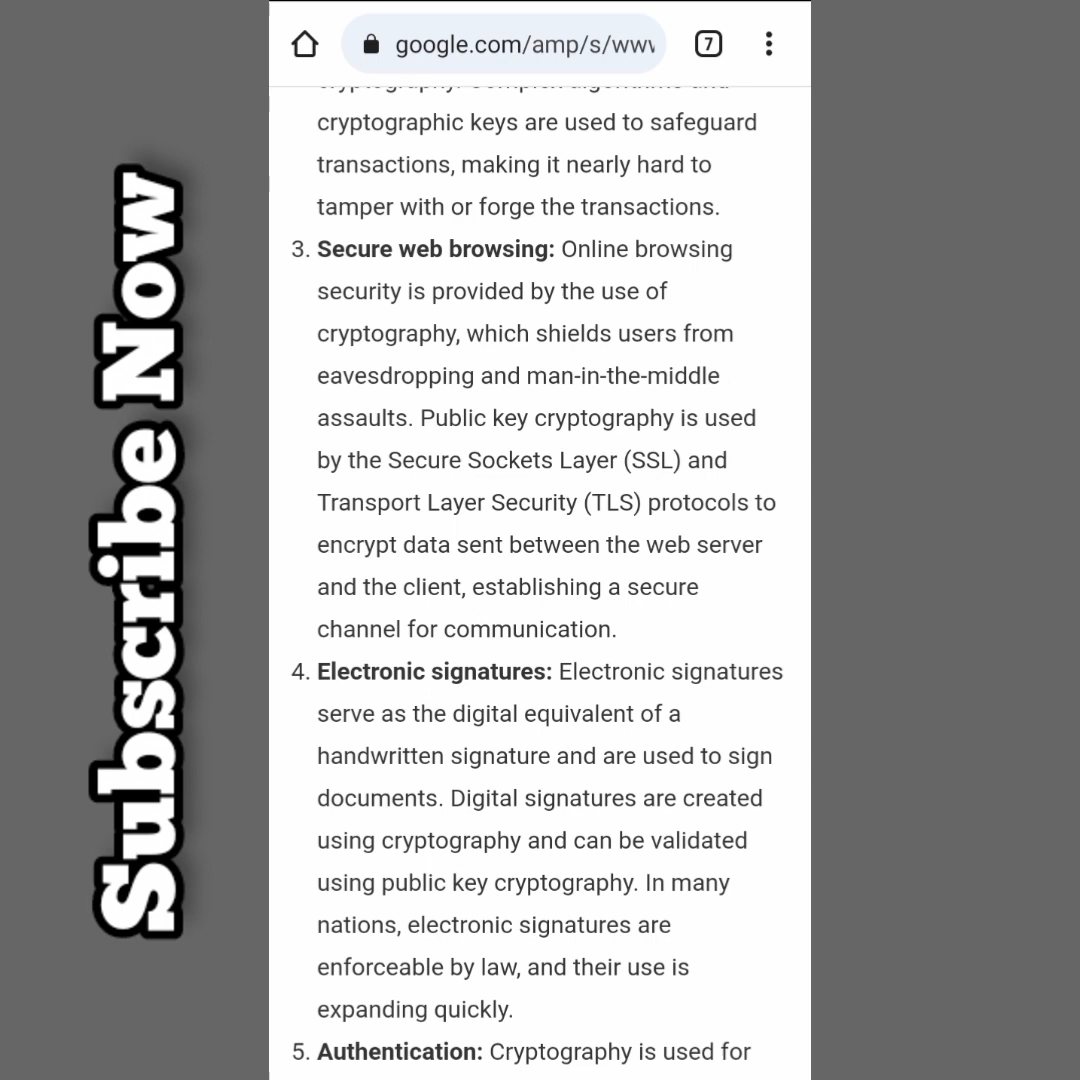 Subscribe Now
google.com/amp/s/www
7
cryptographic keys are used to safeguard
transactions, making it nearly hard to
tamper with or forge the transactions.
3. Secure web browsing: Online browsing
security is provided by the use of
cryptography, which shields users from
eavesdropping and man-in-the-middle
assaults. Public key cryptography is used
by the Secure Sockets Layer (SSL) and
Transport Layer Security (TLS) protocols to
encrypt data sent between the web server
and the client, establishing a secure
channel for communication.
4. Electronic signatures: Electronic signatures
serve as the digital equivalent of a
handwritten signature and are used to sign
documents. Digital signatures are created
using cryptography and can be validated
using public key cryptography. In many
nations, electronic signatures are
enforceable by law, and their use is
expanding quickly.
5. Authentication: Cryptography is used for